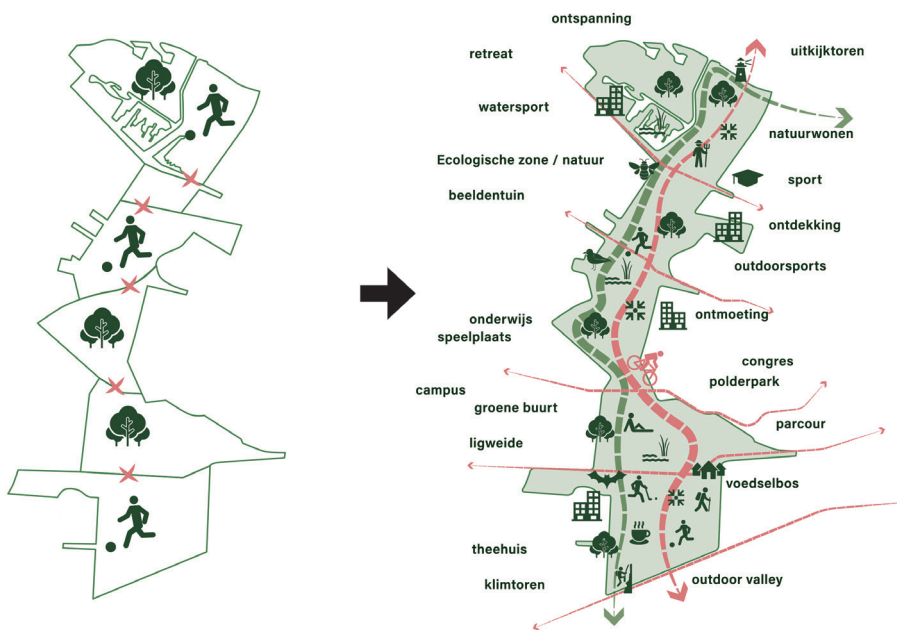 ontspanning
retreat
uitkijktoren
watersport
natuurwonen
Ecologische zone / natuur
sport
beeldentuin
ontdekking
outdoorsports
onderwijs
ontmoeting
speelplaats
congres
polderpark
campus
groene buurt
parcour
ligweide
voedselbos
theehuis
klimtoren
outdoor valley